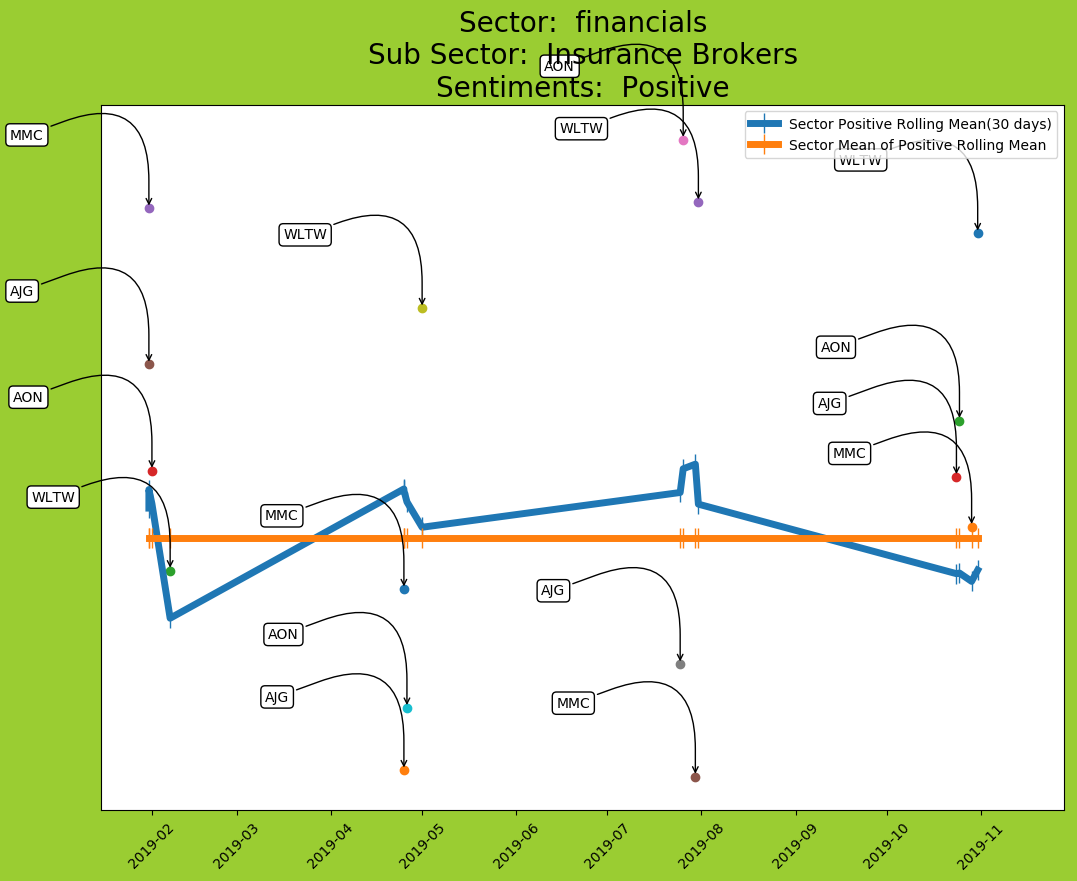 Sector:  financials
Sub Sector:  Insurance Brokers
Sentiments:  Positive
AON
MMC
WLTW
Sector Positive Rolling Mean(30 days)
Sector Mean of Positive Rolling Mean
WLTW
WLTW
AJG
AON
AON
AJG
MMC
WLTW
MMC
AJG
AON
AJG
MMC
2019-02
2019-03
2019-04
2019-05
2019-06
2019-07
2019-08
2019-09
2019-10
2019-11